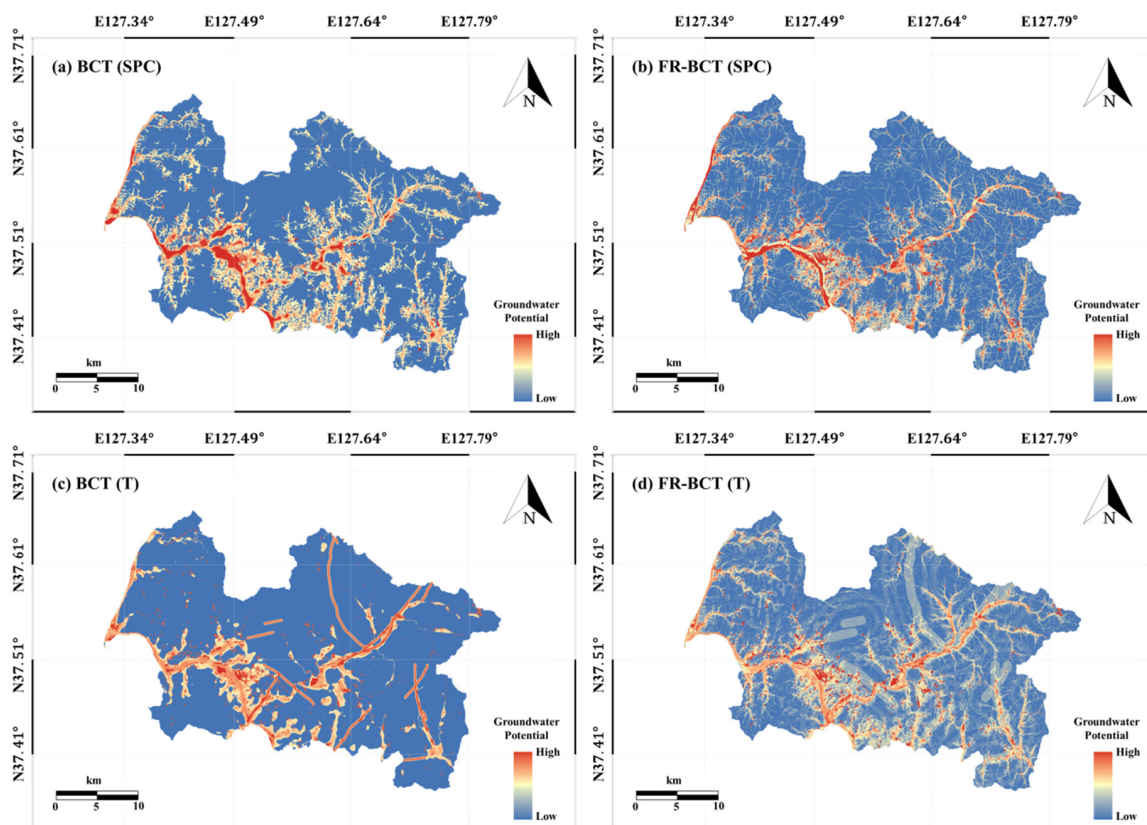 E127.34° E127.49° E127.64° E127.79° E127.34° E127.49° E127.64° E127.79°
N37.71°
(a) BCT (SPC)
N
N37.61°
N37.51°
N37.41°
Groundwater
Potential
High
Low
km
0 5 10
N37.71°
(b) FR-BCT (SPC)
N
N37.61°
N37.51°
N37.41°
Groundwater
Potential
High
Low
km
0 5 10
E127.34° E127.49° E127.64° E127.79° E127.34° E127.49° E127.64° E127.79°
N37.71°
(c) BCT (T)
N
N37.61°
N37.51°
N37.41°
Groundwater
Potential
High
Low
km
0 5 10
N37.71°
(d) FR-BCT (T)
N
N37.61°
N37.51°
N37.41°
Groundwater
Potential
High
Low
km
0 5 10